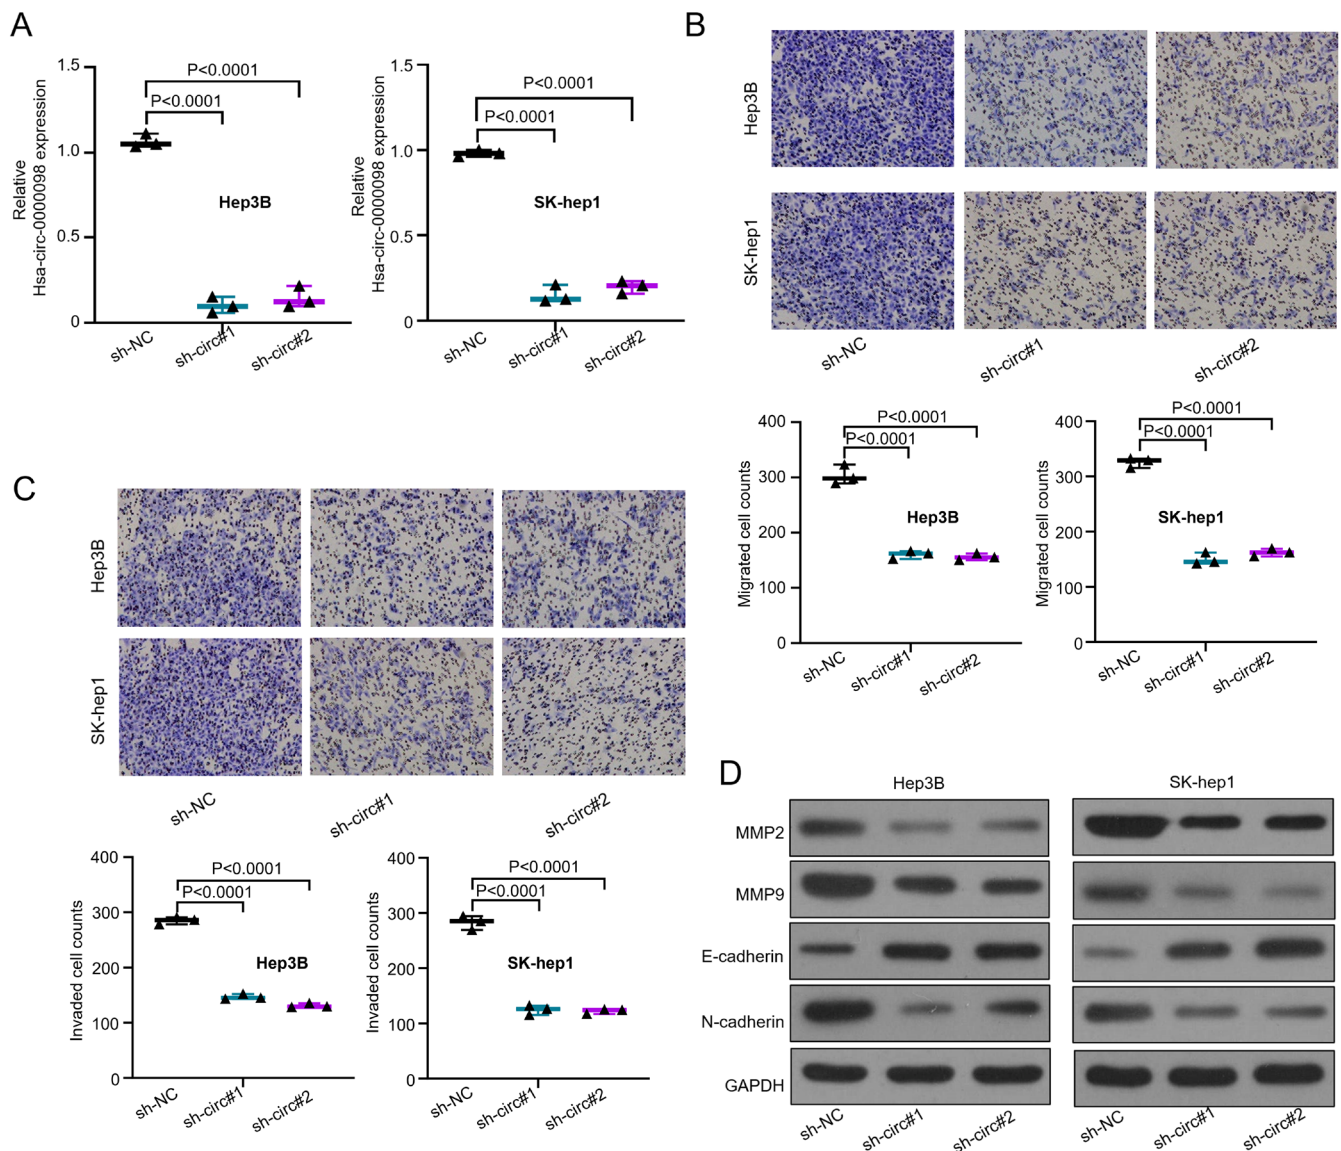 A
Relative
Hsa-circ-0000098 expression
1.5
1.0
0.5
0
P<0.0001
P<0.0001
Hep3B
sh-NC
sh-circ#1
sh-circ#2
Relative
Hsa-circ-0000098 expression
1.5
1.0
0.5
0
P<0.0001
P<0.0001
SK-hep1
sh-NC
sh-circ#1
sh-circ#2
B
Hep3B
SK-hep1
sh-NC
sh-circ#1
sh-circ#2
Migrated cell counts
400
300
200
100
0
P<0.0001
P<0.0001
Hep3B
sh-NC
sh-circ#1
sh-circ#2
Migrated cell counts
400
300
200
100
0
P<0.0001
P<0.0001
SK-hep1
sh-NC
sh-circ#1
sh-circ#2
C
Hep3B
SK-hep1
sh-NC
sh-circ#1
sh-circ#2
Invaded cell counts
400
300
200
100
0
P<0.0001
P<0.0001
Hep3B
sh-NC
sh-circ#1
sh-circ#2
Invaded cell counts
400
300
200
100
0
P<0.0001
P<0.0001
SK-hep1
sh-NC
sh-circ#1
sh-circ#2
D
Hep3B
SK-hep1
MMP2
MMP9
E-cadherin
N-cadherin
GAPDH
sh-NC
sh-circ#1
sh-circ#2
sh-NC
sh-circ#1
sh-circ#2